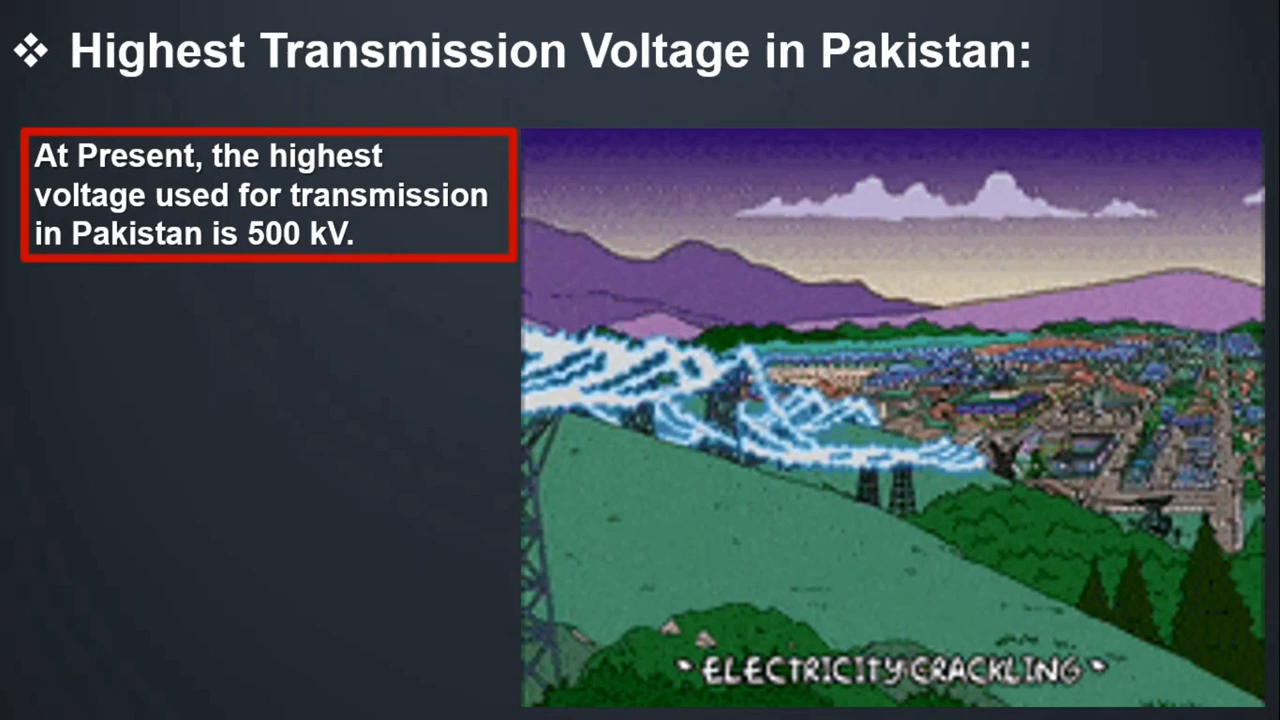 ❖ Highest Transmission Voltage in Pakistan:
At Present, the highest
voltage used for transmission
in Pakistan is 500 kV.
~ ELECTRICITY CRACKLING ~